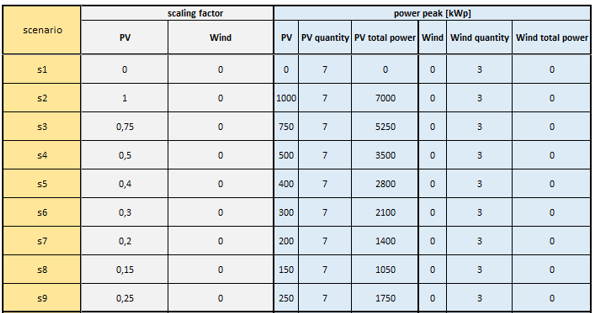 scenario scaling factor power peak [kWp]
PV Wind PV PV quantity PV total power Wind Wind quantity Wind total power
s1 0 0 0 7 0 0 3 0
s2 1 0 1000 7 7000 0 3 0
s3 0,75 0 750 7 5250 0 3 0
s4 0,5 0 500 7 3500 0 3 0
s5 0,4 0 400 7 2800 0 3 0
s6 0,3 0 300 7 2100 0 3 0
s7 0,2 0 200 7 1400 0 3 0
s8 0,15 0 150 7 1050 0 3 0
s9 0,25 0 250 7 1750 0 3 0